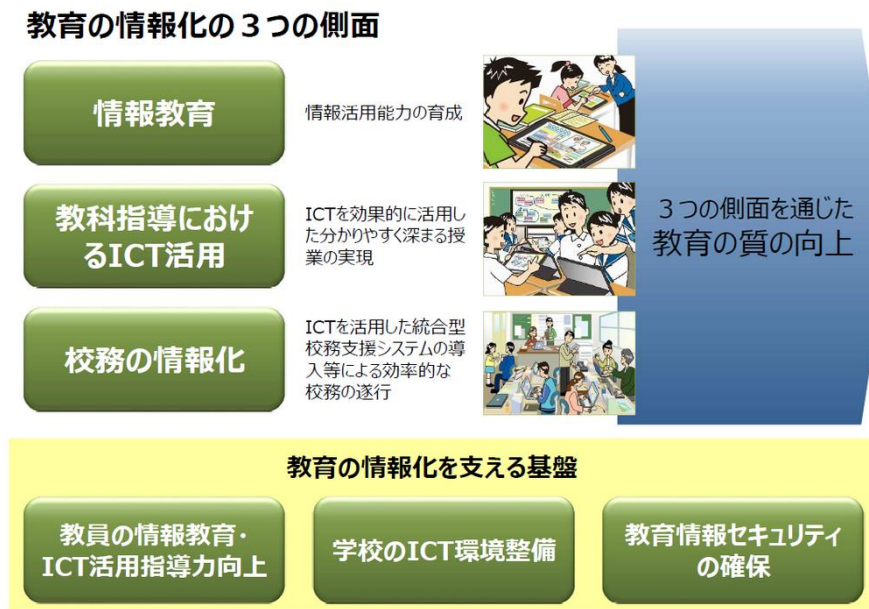 教育の情報化の３つの側面
情報教育
情報活用能力の育成
教科指導におけ
るICT活用
ICTを効果的に活用し
た分かりやすく深まる授
業の実現
校務の情報化
ICTを活用した統合型
校務支援システムの導
入等による効率的な
校務の遂行
３つの側面を通じた
教育の質の向上
教育の情報化を支える基盤
教員の情報教育・
ICT活用指導力向上
学校のICT環境整備
教育情報セキュリティ
の確保